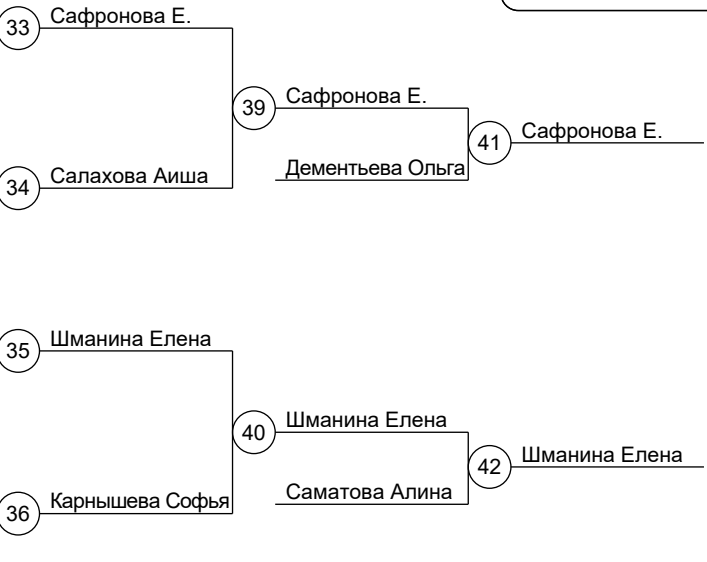 33 Сафронова Е.
39 Сафронова Е.
41 Сафронова Е.
Дементьева Ольга
34 Салахова Аиша
35 Шманина Елена
40 Шманина Елена
42 Шманина Елена
Саматова Алина
36 Карнышева Софья